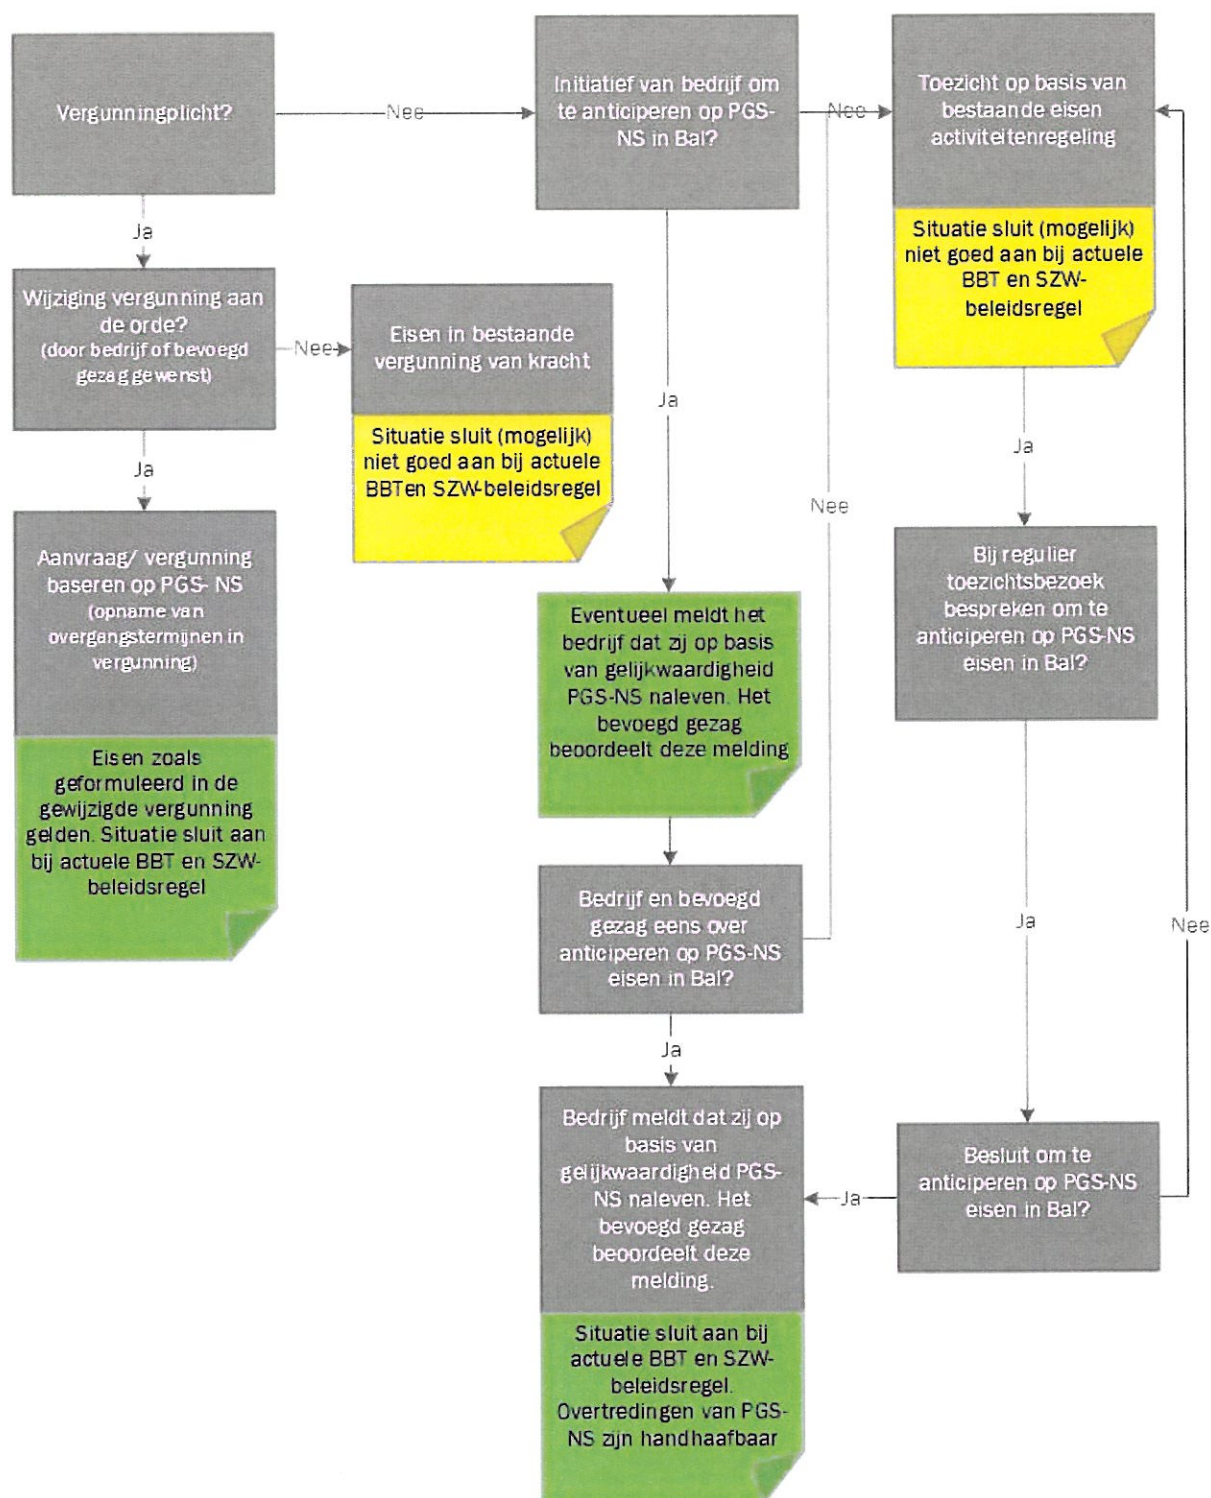 Vergunningplicht?
Nee
Initiatief van bedrijf om
te anticiperen op PGS-
NS in Bal?
Nee
Toezicht op basis van
bestaande eisen
activiteitenregeling
Situatie sluit (mogelijk)
niet goed aan bij actuele
BBT en SZW-
beleidsregel
Ja
Wijziging vergunning aan
de orde?
(door bedrijf of bevoegd
gezag gewenst)
Nee
Eisen in bestaande
vergunning van kracht
Situatie sluit (mogelijk)
niet goed aan bij actuele
BBT en SZW-beleidsregel
Ja
Ja
Ja
Nee
Aanvraag/ vergunning
baseren op PGS- NS
(opname van
overgangstermijnen in
vergunning)
Eisen zoals
geformuleerd in de
gewijzigde vergunning
gelden. Situatie sluit aan
bij actuele BBT en SZW-
beleidsregel
Eventueel meldt het
bedrijf dat zij op basis
van gelijkwaardigheid
PGS-NS naleven. Het
bevoegd gezag
beoordeelt deze melding
Bij regulier
toezichtsbezoek
bespreken om te
anticiperen op PGS-NS
eisen in Bal?
Bedrijf en bevoegd
gezag eens over
anticiperen op PGS-NS
eisen in Bal?
Ja
Nee
Ja
Bedrijf meldt dat zij op
basis van
gelijkwaardigheid PGS-
NS naleven. Het
bevoegd gezag
beoordeelt deze
melding.
Ja
Besluit om te
anticiperen op PGS-NS
eisen in Bal?
Situatie sluit aan bij
actuele BBT en SZW-
beleidsregel.
Overtredingen van PGS-
NS zijn handhaafbaar